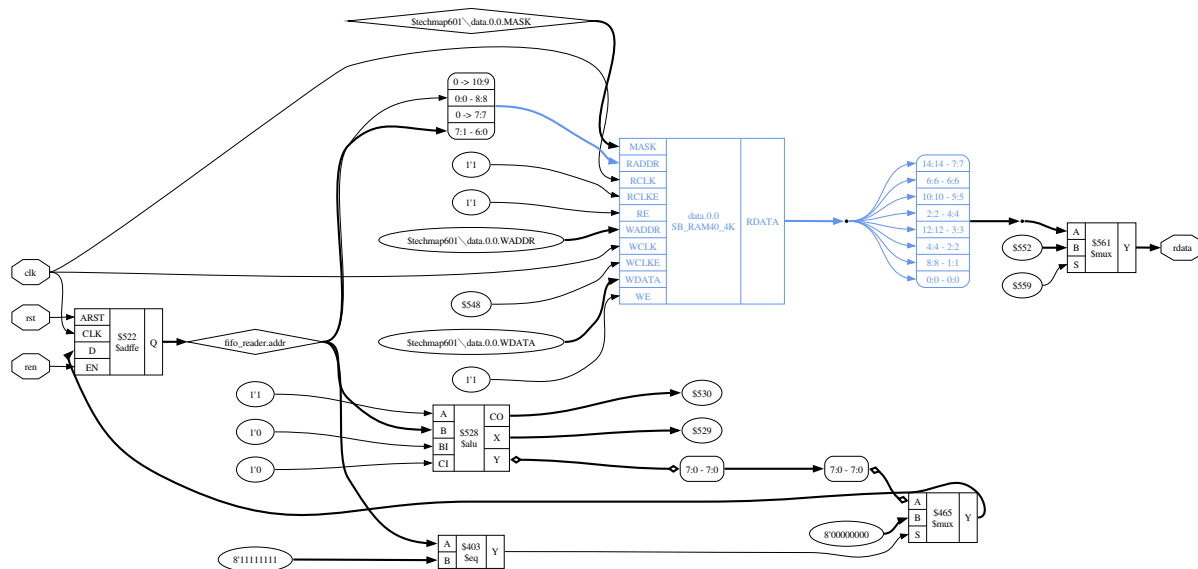 $techmap601\data.0.0.MASK
0 -> 10:9
0:0 - 8:8
0 -> 7:7
7:1 - 6:0
1'1
1'1
$techmap601\data.0.0.WADDR
$548
$techmap601\data.0.0.WDATA
1'1
MASK
RADDR
RCLK
RCLKE
RE
WADDR
WCLK
WCLKE
WDATA
WE
data.0.0
SB_RAM40_4K
RDATA
14:14 - 7:7
6:6 - 6:6
10:10 - 5:5
2:2 - 4:4
12:12 - 3:3
4:4 - 2:2
8:8 - 1:1
0:0 - 0:0
$552
$559
A
B
S
$561
$mux
Y
rdata
clk
rst
ren
ARST
CLK
D
EN
$522
$adffe
Q
fifo_reader.addr
1'1
1'0
1'0
A
B
BI
CI
$528
$alu
CO
X
Y
$530
$529
7:0 - 7:0
7:0 - 7:0
8'00000000
A
B
S
$465
$mux
Y
8'11111111
A
B
$403
$eq
Y